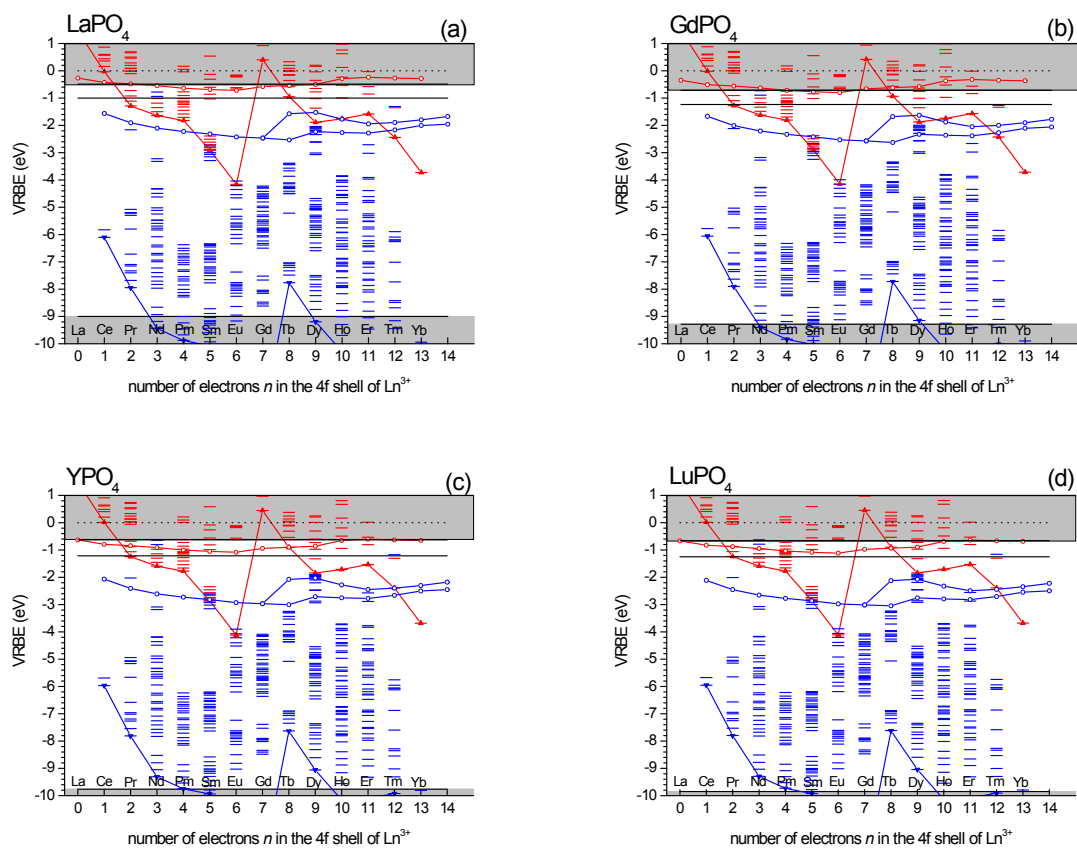 LaPO4
(a)
VRBE (eV)
1
0
-1
-2
-3
-4
-5
-6
-7
-8
-9
-10
La Ce Pr Nd Pm Sm Eu Gd Tb Dy Ho Er Tm Yb
0 1 2 3 4 5 6 7 8 9 10 11 12 13 14
number of electrons n in the 4f shell of Ln3+
GdPO4
(b)
VRBE (eV)
1
0
-1
-2
-3
-4
-5
-6
-7
-8
-9
-10
La Ce Pr Nd Pm Sm Eu Gd Tb Dy Ho Er Tm Yb
0 1 2 3 4 5 6 7 8 9 10 11 12 13 14
number of electrons n in the 4f shell of Ln3+
YPO4
(c)
VRBE (eV)
1
0
-1
-2
-3
-4
-5
-6
-7
-8
-9
-10
La Ce Pr Nd Pm Sm Eu Gd Tb Dy Ho Er Tm Yb
0 1 2 3 4 5 6 7 8 9 10 11 12 13 14
number of electrons n in the 4f shell of Ln3+
LuPO4
(d)
VRBE (eV)
1
0
-1
-2
-3
-4
-5
-6
-7
-8
-9
-10
La Ce Pr Nd Pm Sm Eu Gd Tb Dy Ho Er Tm Yb
0 1 2 3 4 5 6 7 8 9 10 11 12 13 14
number of electrons n in the 4f shell of Ln3+